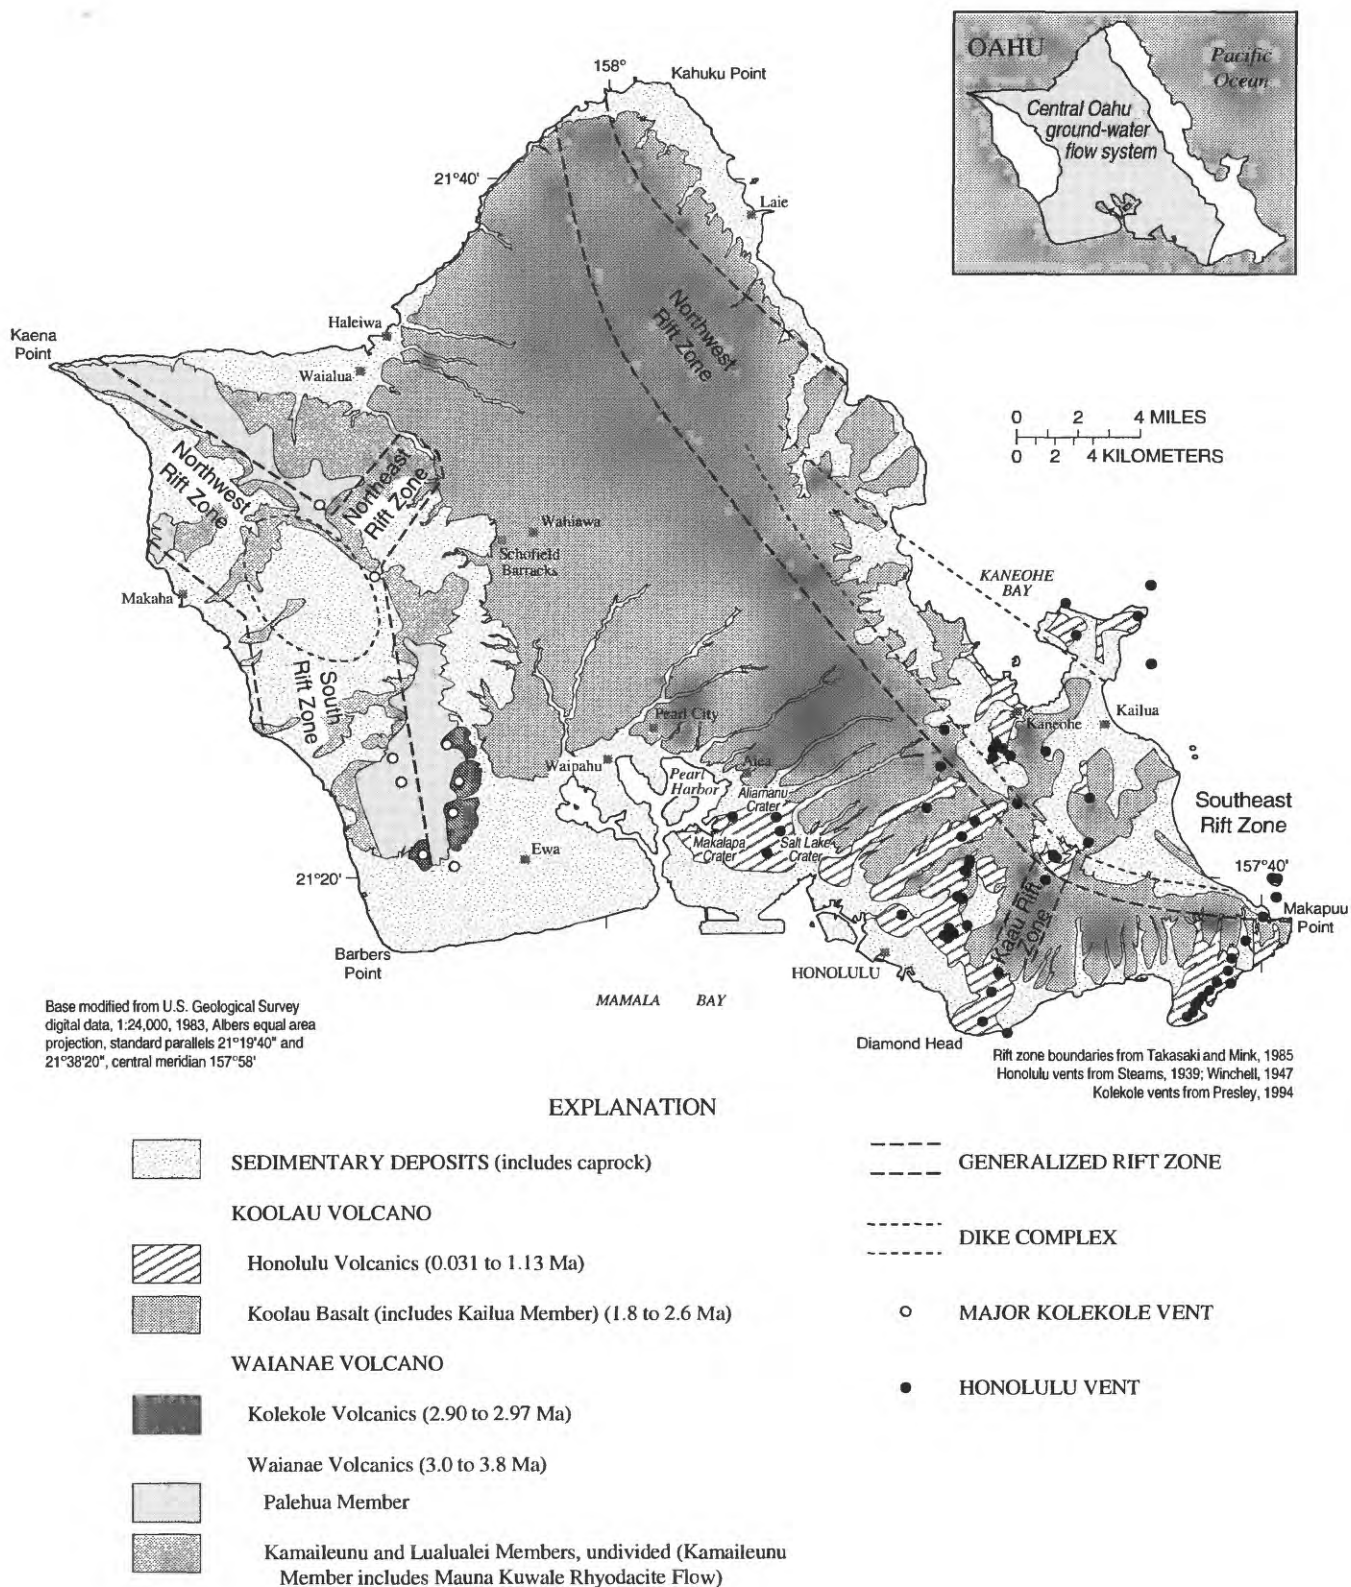 OAHU
Pacific
Ocean
Central Oahu
ground-water
flow system
158°
Kahuku Point
21°40'
Laie
Northwest
Rift Zone
Haleiwa
Kaena
Point
Waialua
0 2 4 MILES
0 2 4 KILOMETERS
Northwest
Rift Zone
Northeast
Rift Zone
Wahiawa
Schofield
Barracks
KANEOHE
BAY
Makaha
South
Rift Zone
Pearl City
Kaneohe
Kailua
Waipahu
Pearl
Harbor
Aiea
Aliamanu
Crater
Southeast
Rift Zone
Makalapa
Crater
Salt Lake
Crater
Ewa
21°20'
157°40'
Kaau Rift
Zone
Makapuu
Point
Barbers
Point
HONOLULU
MAMALA BAY
Diamond Head
Base modified from U.S. Geological Survey
digital data, 1:24,000, 1983, Albers equal area
projection, standard parallels 21°19'40" and
21°38'20", central meridian 157°58'
Rift zone boundaries from Takasaki and Mink, 1985
Honolulu vents from Stearns, 1939; Winchell, 1947
Kolekole vents from Presley, 1994
EXPLANATION
SEDIMENTARY DEPOSITS (includes caprock)
KOOLAU VOLCANO
Honolulu Volcanics (0.031 to 1.13 Ma)
Koolau Basalt (includes Kailua Member) (1.8 to 2.6 Ma)
WAIANAE VOLCANO
Kolekole Volcanics (2.90 to 2.97 Ma)
Waianae Volcanics (3.0 to 3.8 Ma)
Palehua Member
Kamaileunu and Lualualei Members, undivided (Kamaileunu
Member includes Mauna Kuwale Rhyodacite Flow)
GENERALIZED RIFT ZONE
DIKE COMPLEX
MAJOR KOLEKOLE VENT
HONOLULU VENT